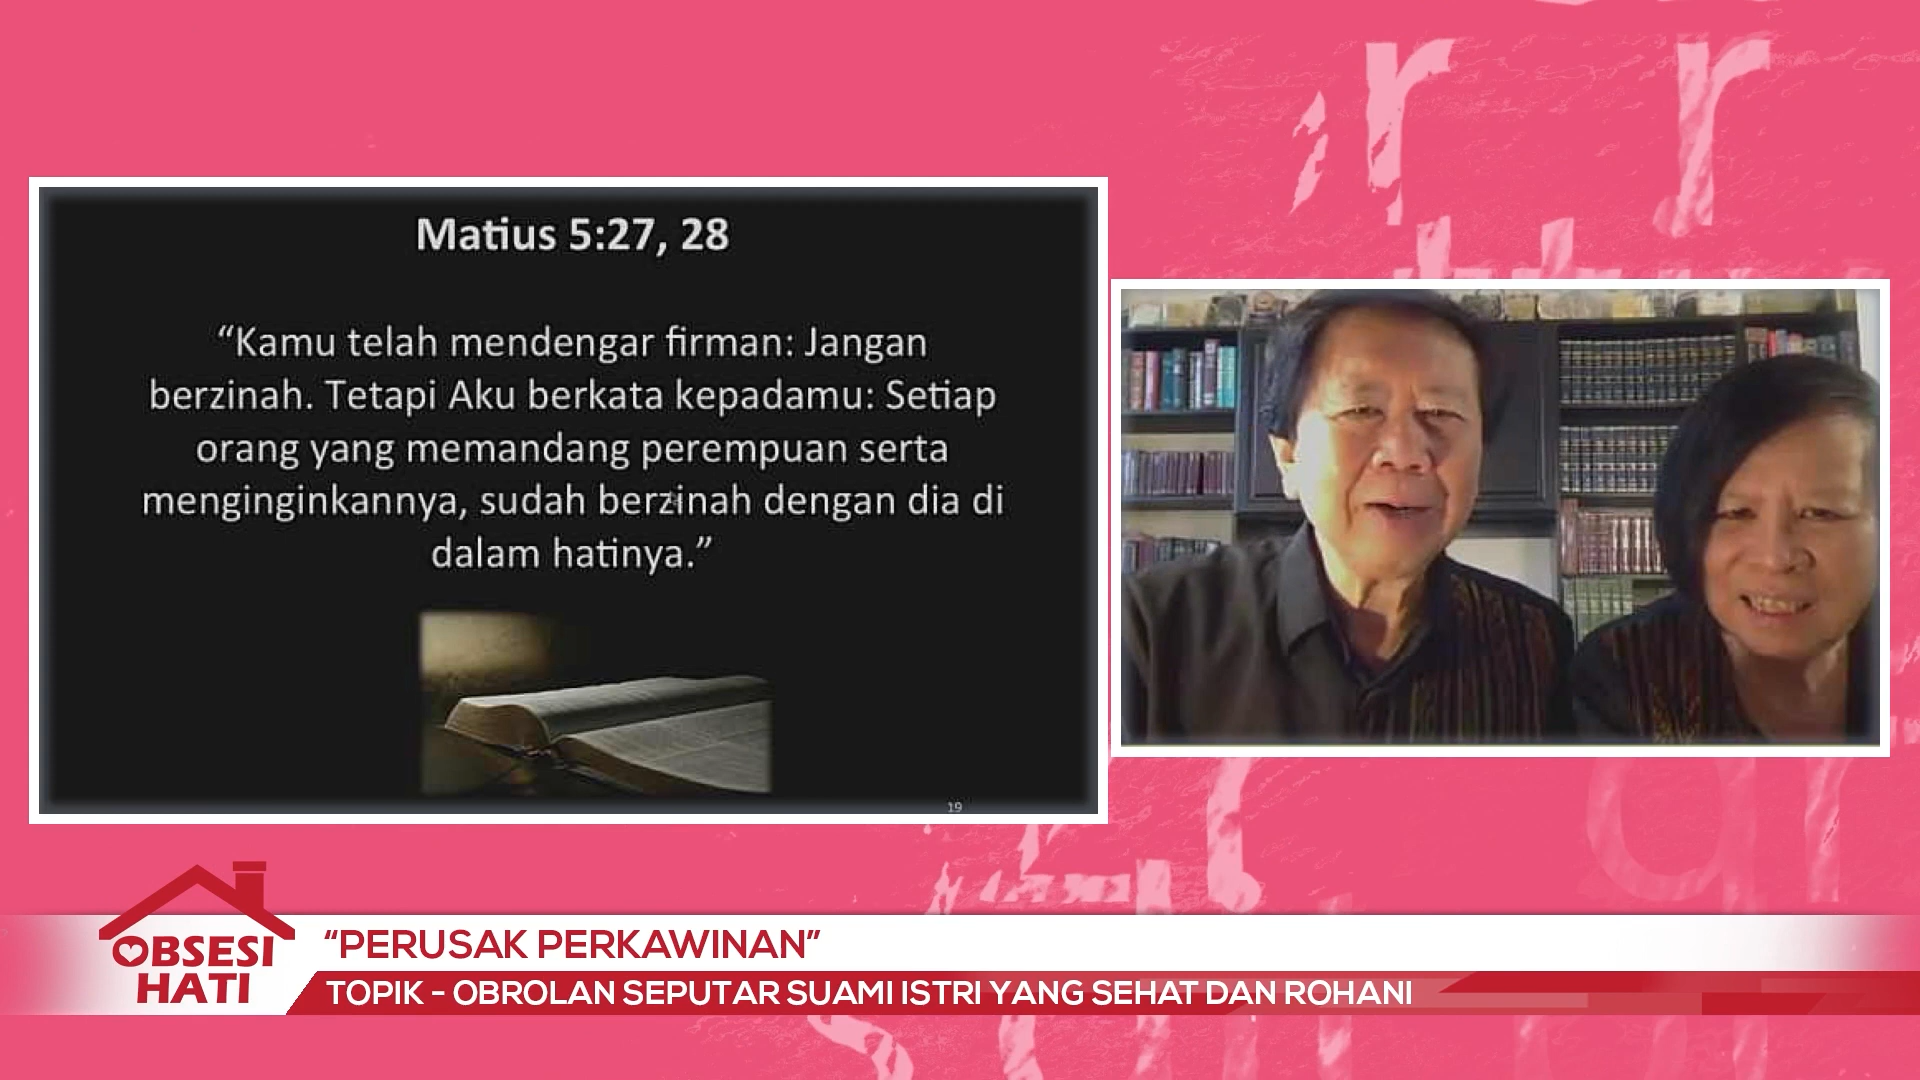 Matius 5:27, 28
“Kamu telah mendengar firman: Jangan
berzinah. Tetapi Aku berkata kepadamu: Setiap
orang yang memandang perempuan serta
menginginkannya, sudah berzinah dengan dia di
dalam hatinya.”
19
OBSESI
HATI
“PERUSAK PERKAWINAN”
TOPIK - OBROLAN SEPUTAR SUAMI ISTRI YANG SEHAT DAN ROHANI